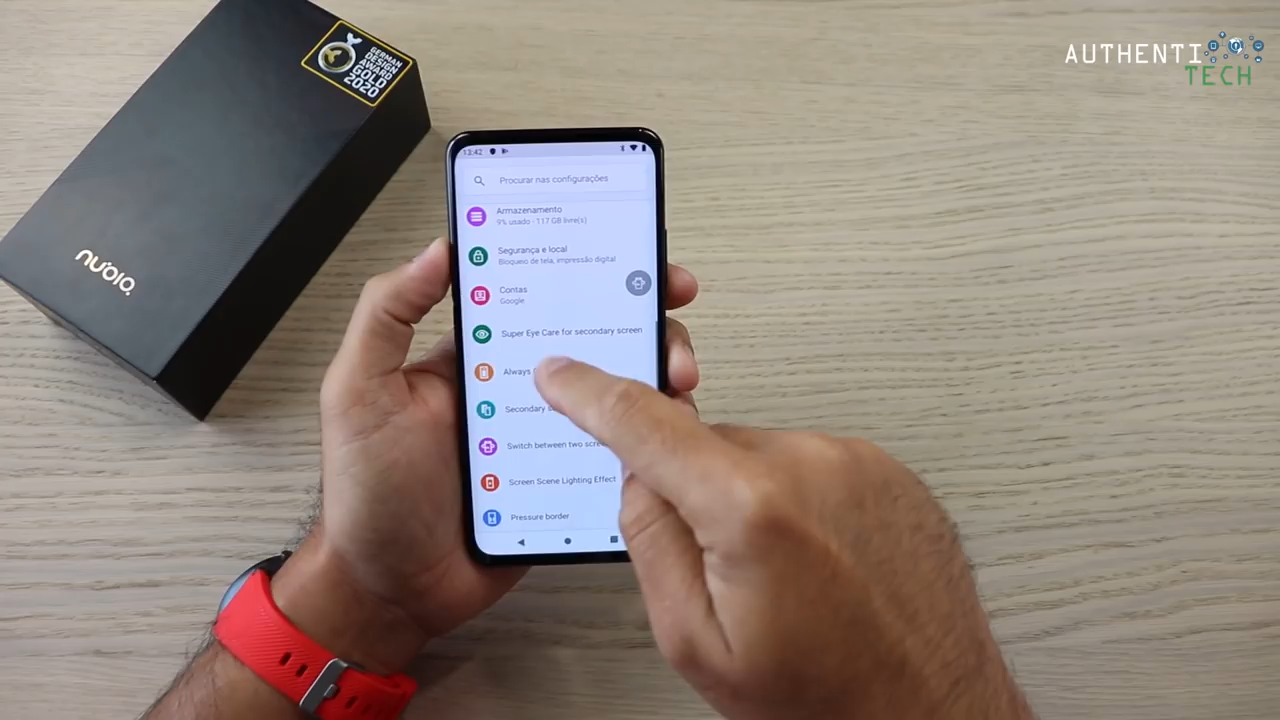 GERMAN
DESIGN
AWARD
GOLD
2020
AUTHENTI
TECH
nubia
13:42
Procurar nas configurações
Armazenamento
9% usado - 117 GB livre(s)
Segurança e local
Bloqueio de tela, impressão digital
Contas
Google
Super Eye Care for secondary screen
Always
Secondary
Switch between two
Screen Scene Lighting Effect
Pressure border